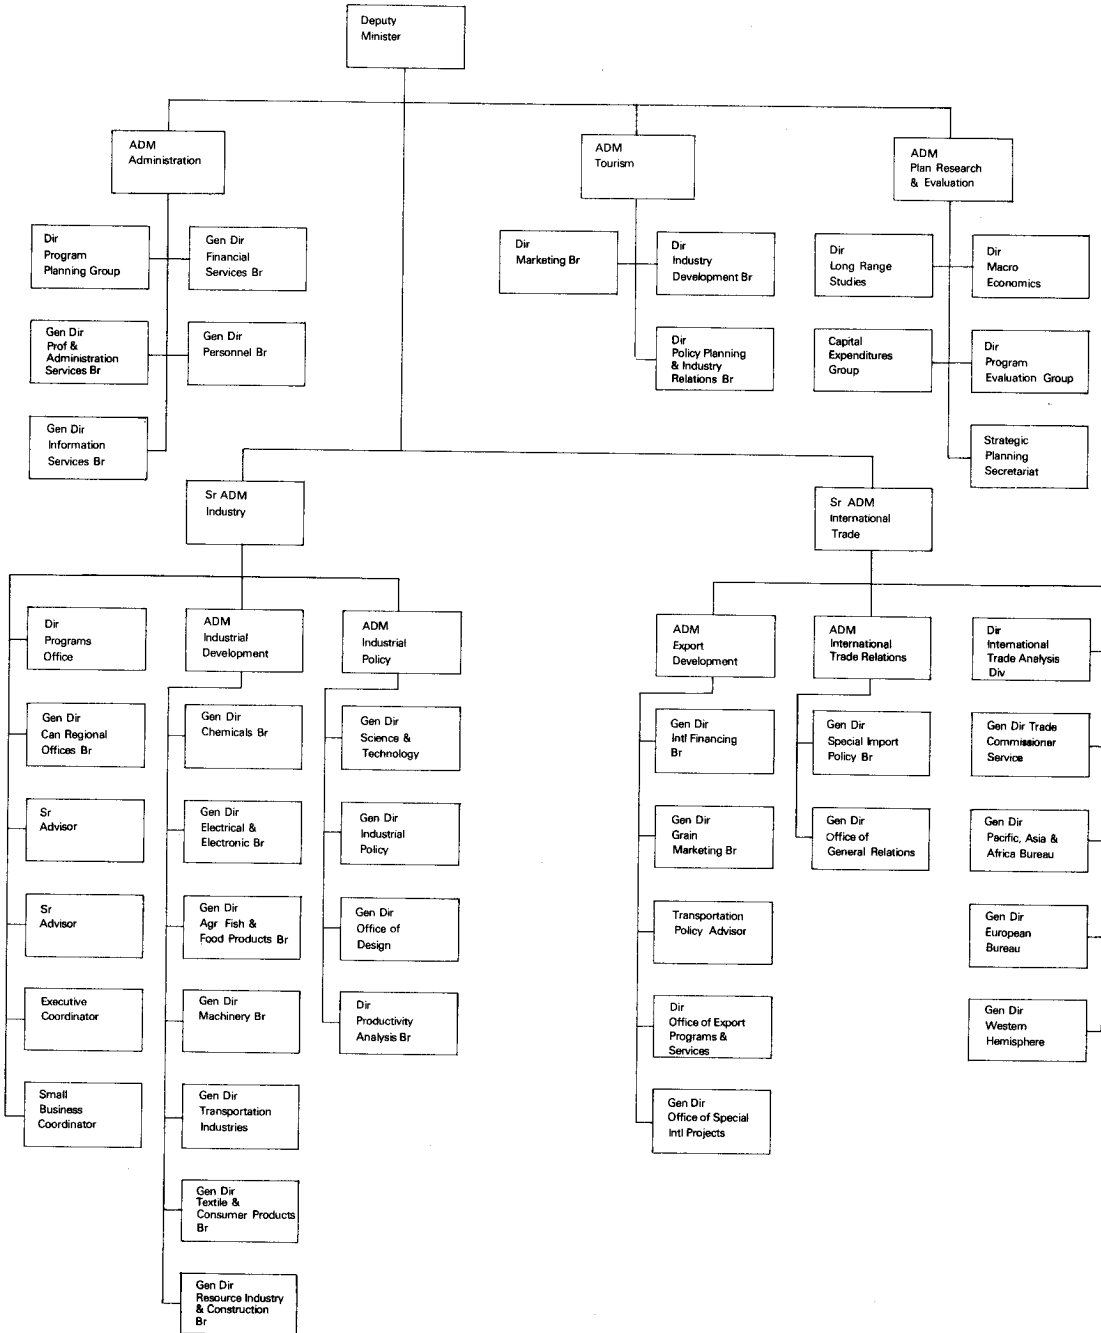 Deputy
Minister
ADM
Administration
ADM
Tourism
ADM
Plan Research
& Evaluation
Dir
Program
Planning Group
Gen Dir
Financial
Services Br
Gen Dir
Prof &
Administration
Services Br
Gen Dir
Personnel Br
Gen Dir
Information
Services Br
Dir
Marketing Br
Dir
Industry
Development Br
Dir
Policy Planning
& Industry
Relations Br
Dir
Long Range
Studies
Dir
Macro
Economics
Capital
Expenditures
Group
Dir
Program
Evaluation Group
Strategic
Planning
Secretariat
Sr ADM
Industry
Sr ADM
International
Trade
Dir
Programs
Office
Gen Dir
Can Regional
Offices Br
Sr
Advisor
Sr
Advisor
Executive
Coordinator
Small
Business
Coordinator
ADM
Industrial
Development
Gen Dir
Chemicals Br
Gen Dir
Electrical &
Electronic Br
Gen Dir
Agr Fish &
Food Products Br
Gen Dir
Machinery Br
Gen Dir
Transportation
Industries
Gen Dir
Textile &
Consumer Products
Br
Gen Dir
Resource Industry
& Construction
Br
ADM
Industrial
Policy
Gen Dir
Science &
Technology
Gen Dir
Industrial
Policy
Gen Dir
Office of
Design
Dir
Productivity
Analysis Br
ADM
Export
Development
Gen Dir
Intl Financing
Br
Gen Dir
Grain
Marketing Br
Transportation
Policy Advisor
Dir
Office of Export
Programs &
Services
Gen Dir
Office of Special
Intl Projects
ADM
International
Trade Relations
Gen Dir
Special Import
Policy Br
Gen Dir
Office of
General Relations
Dir
International
Trade Analysis
Div
Gen Dir Trade
Commissioner
Service
Gen Dir
Pacific, Asia &
Africa Bureau
Gen Dir
European
Bureau
Gen Dir
Western
Hemisphere